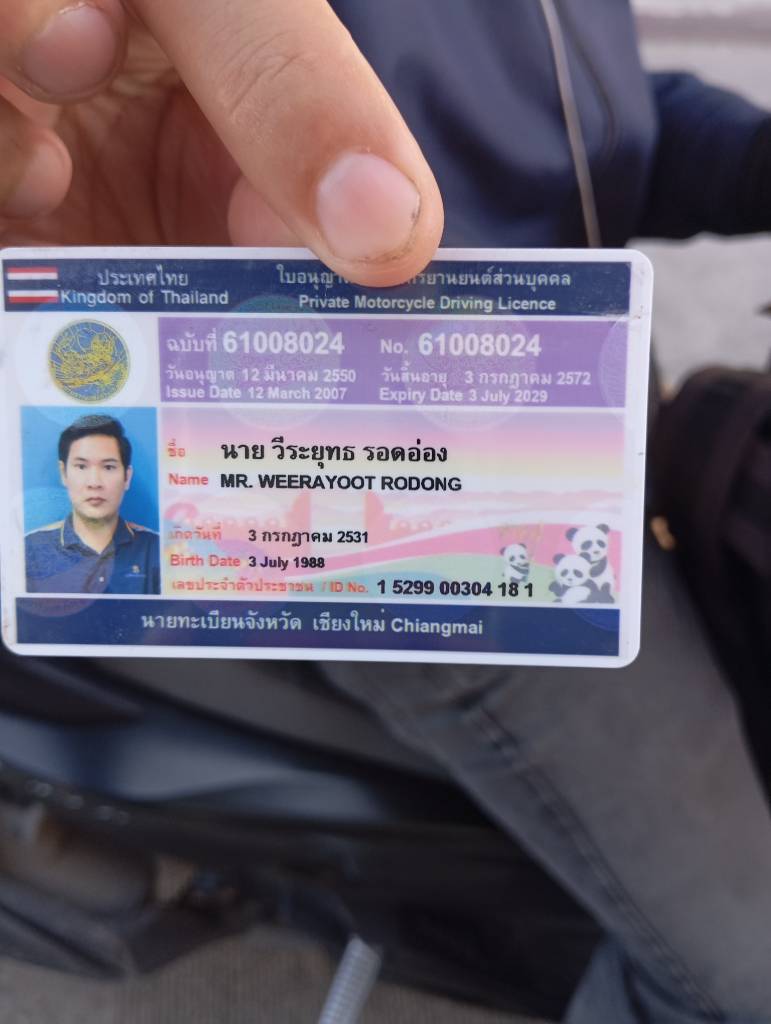 ประเทศไทย
Kingdom of Thailand
ใบอนุญา รยานยนต์ส่วนบุคคล
Private Motorcycle Driving Licence
ฉบับที่ 61008024 No. 61008024
วันอนุญาต 12 มีนาคม 2550 วันสิ้นอายุ 3 กรกฎาคม 2572
Issue Date 12 March 2007 Expiry Date 3 July 2029
ชื่อ นาย วีระยุทธ รอดอ่อง
Name MR. WEERAYOOT RODONG
เกิดวันที่ 3 กรกฎาคม 2531
Birth Date 3 July 1988
เลขประจำตัวประชาชน / ID No. 1 5299 00304 18 1
นายทะเบียนจังหวัด เชียงใหม่ Chiangmai